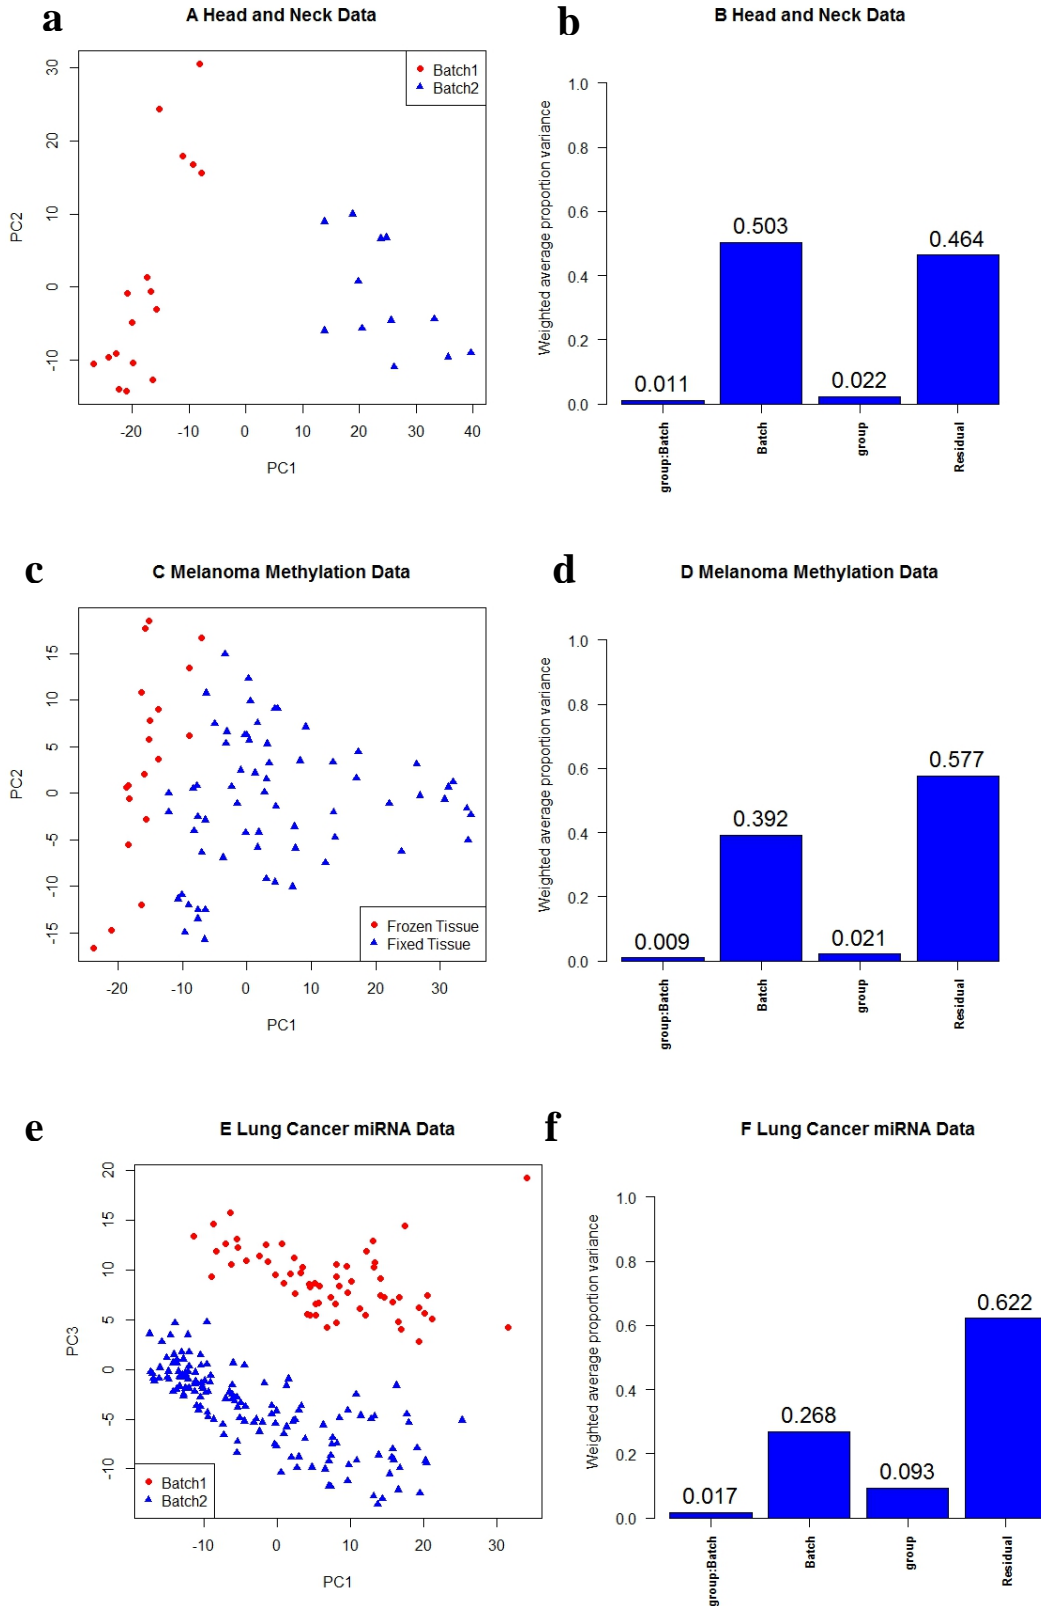 a
A Head and Neck Data
Batch1
Batch2
30
20
10
0
-10
PC2
-20
-10
0
10
20
30
40
PC1
b
B Head and Neck Data
Weighted average proportion variance
1.0
0.8
0.6
0.4
0.2
0.0
0.011
0.503
0.022
0.464
group:Batch
Batch
group
Residual
c
C Melanoma Methylation Data
15
10
5
0
-5
-10
-15
PC2
Frozen Tissue
Fixed Tissue
-20
-10
0
10
20
30
PC1
d
D Melanoma Methylation Data
Weighted average proportion variance
1.0
0.8
0.6
0.4
0.2
0.0
0.009
0.392
0.021
0.577
group:Batch
Batch
group
Residual
e
E Lung Cancer miRNA Data
20
15
10
5
0
-5
-10
PC3
Batch1
Batch2
-10
0
10
20
30
PC1
f
F Lung Cancer miRNA Data
Weighted average proportion variance
1.0
0.8
0.6
0.4
0.2
0.0
0.017
0.268
0.093
0.622
group:Batch
Batch
group
Residual